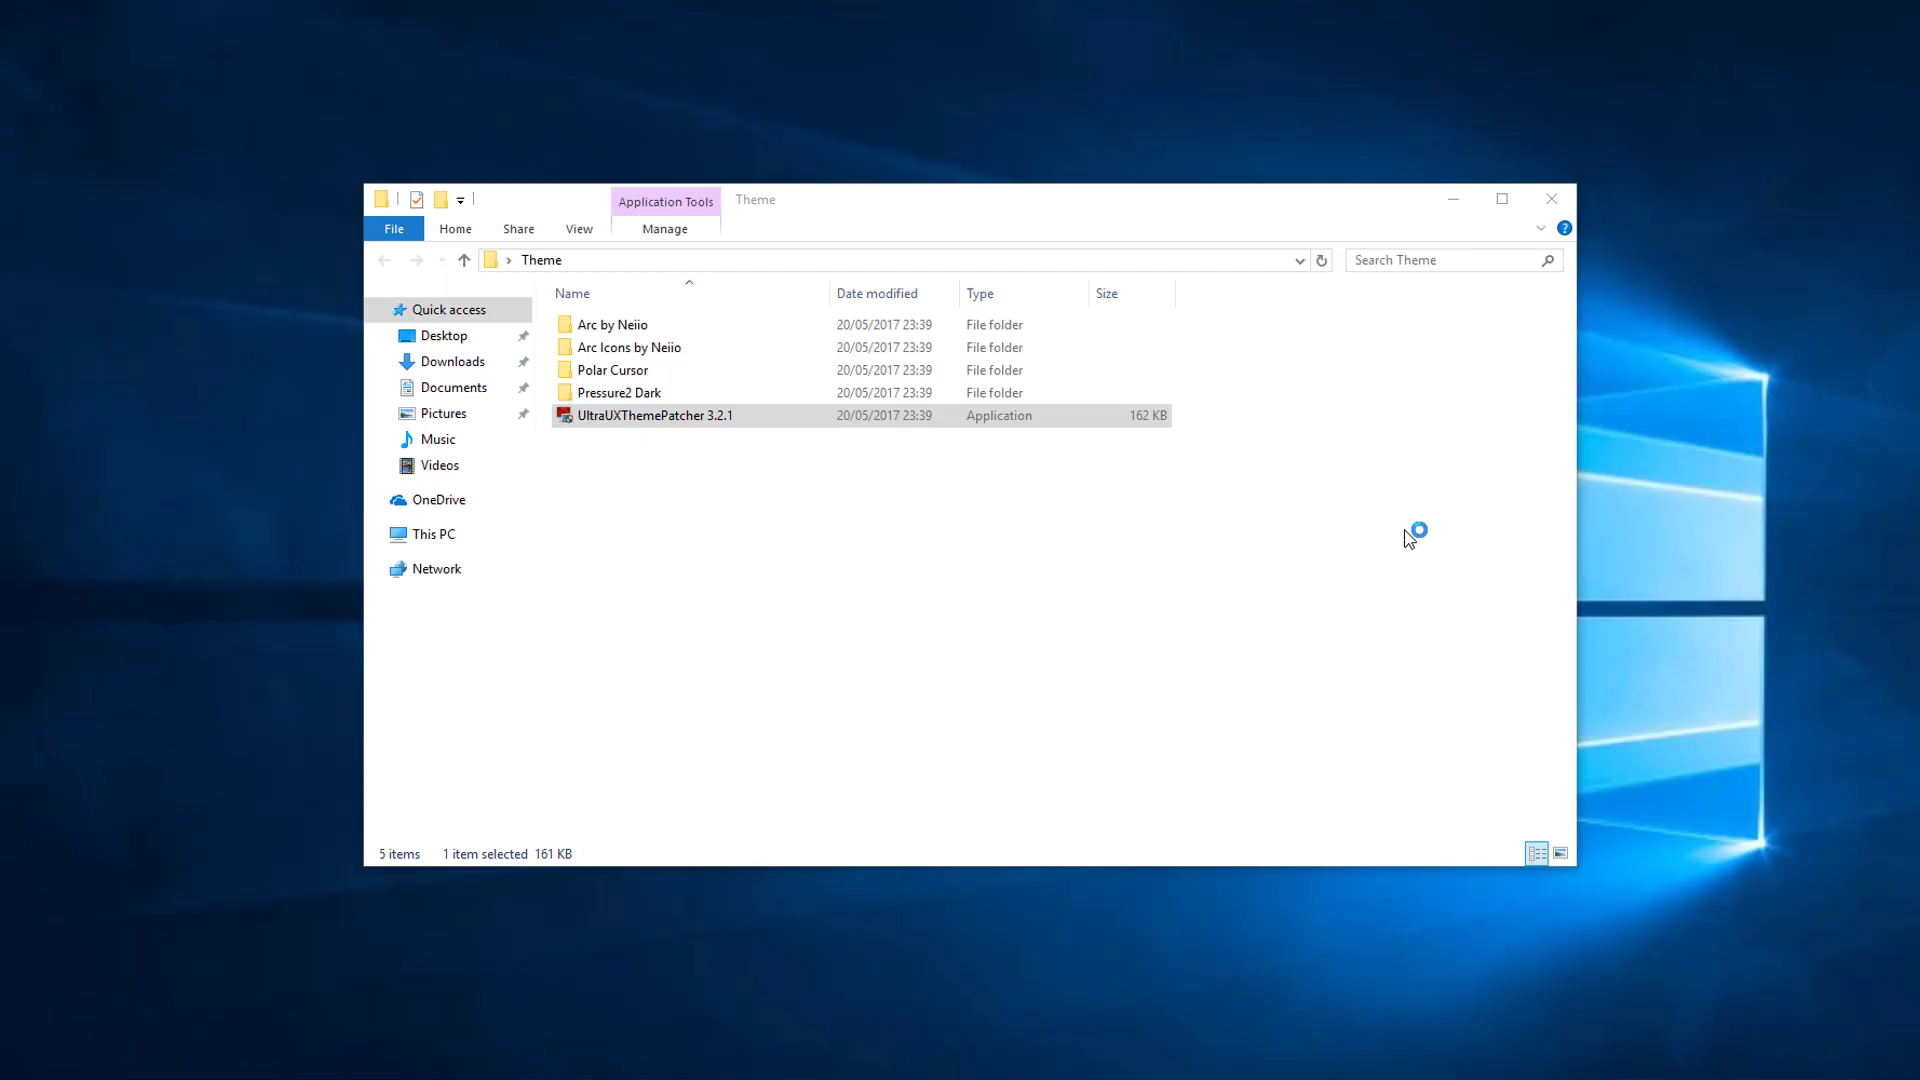 Application Tools Theme
File Home Share View Manage
Theme Search Theme
Name Date modified Type Size
Quick access
Desktop
Downloads
Documents
Pictures
Music
Videos
OneDrive
This PC
Network
Arc by Neiio 20/05/2017 23:39 File folder
Arc Icons by Neiio 20/05/2017 23:39 File folder
Polar Cursor 20/05/2017 23:39 File folder
Pressure2 Dark 20/05/2017 23:39 File folder
UltraUXThemePatcher 3.2.1 20/05/2017 23:39 Application 162 KB
5 items 1 item selected 161 KB